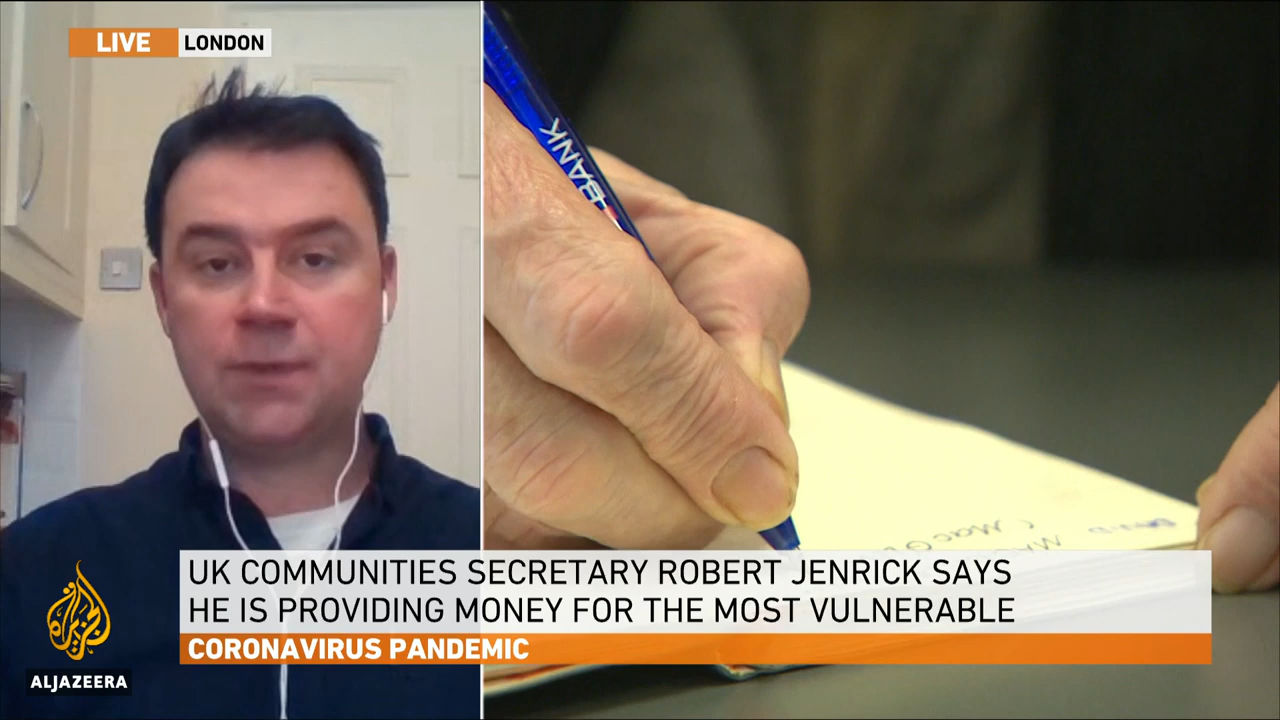 LIVE LONDON
BANK
UK COMMUNITIES SECRETARY ROBERT JENRICK SAYS
HE IS PROVIDING MONEY FOR THE MOST VULNERABLE
CORONAVIRUS PANDEMIC
الجزيرة
ALJAZEERA